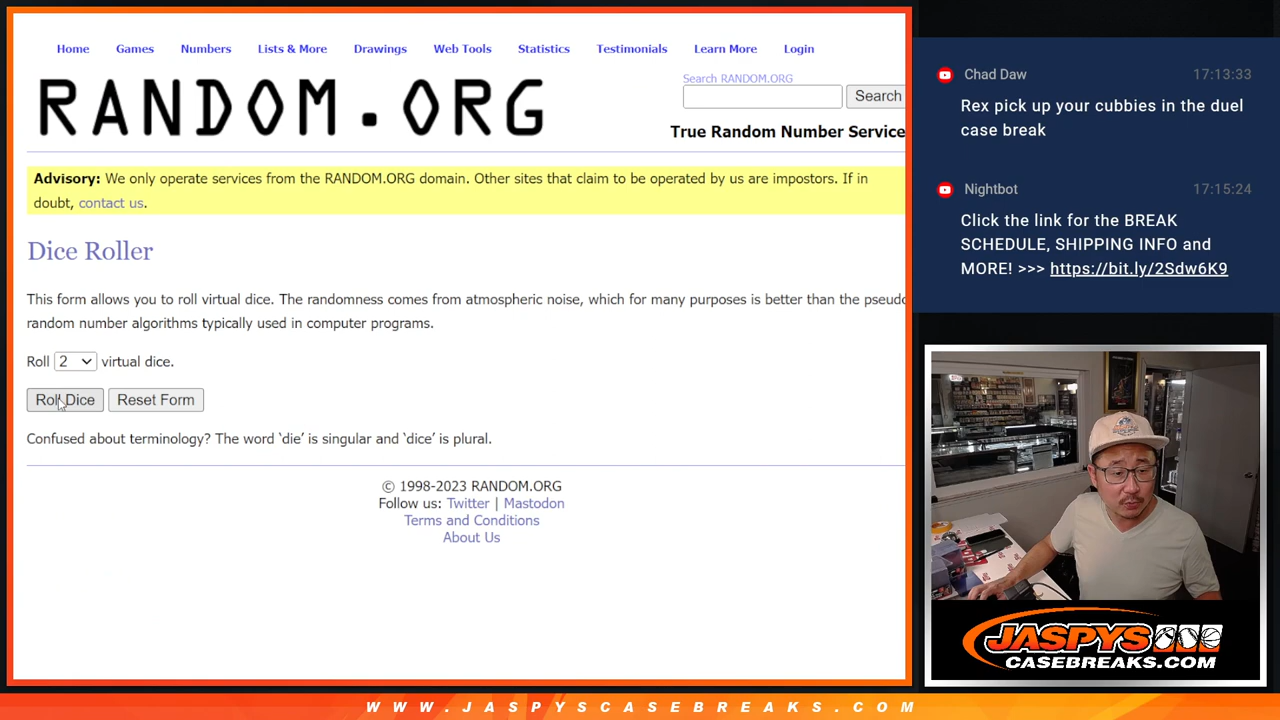 Home Games Numbers Lists & More Drawings Web Tools Statistics Testimonials Learn More Login
RANDOM.ORG
Search RANDOM.ORG
Search
True Random Number Service
Advisory: We only operate services from the RANDOM.ORG domain. Other sites that claim to be operated by us are impostors. If in
doubt, contact us.
Dice Roller
This form allows you to roll virtual dice. The randomness comes from atmospheric noise, which for many purposes is better than the pseudo
random number algorithms typically used in computer programs.
Roll 2 virtual dice.
Roll Dice Reset Form
Confused about terminology? The word ‘die’ is singular and ‘dice’ is plural.
© 1998-2023 RANDOM.ORG
Follow us: Twitter | Mastodon
Terms and Conditions
About Us
Chad Daw 17:13:33
Rex pick up your cubbies in the duel
case break
Nightbot 17:15:24
Click the link for the BREAK
SCHEDULE, SHIPPING INFO and
MORE! >>> https://bit.ly/2Sdw6K9
JASPYS
CASEBREAKS.COM
WWW.JASPYSCASEBREAKS.COM